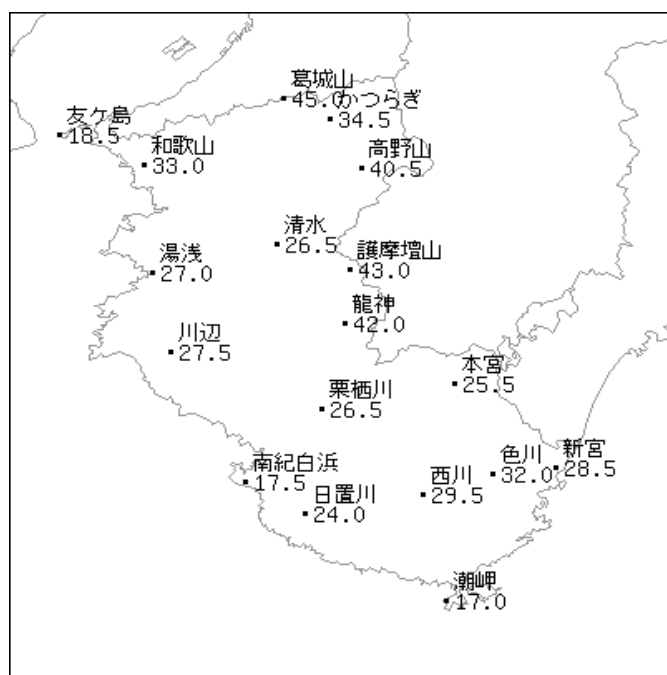 葛城山
45.0
かつらぎ
34.5
友ケ島
18.5
和歌山
33.0
高野山
40.5
清水
26.5
湯浅
27.0
護摩壇山
43.0
龍神
42.0
川辺
27.5
本宮
25.5
栗栖川
26.5
新宮
28.5
色川
32.0
南紀白浜
17.5
西川
29.5
日置川
24.0
潮岬
17.0